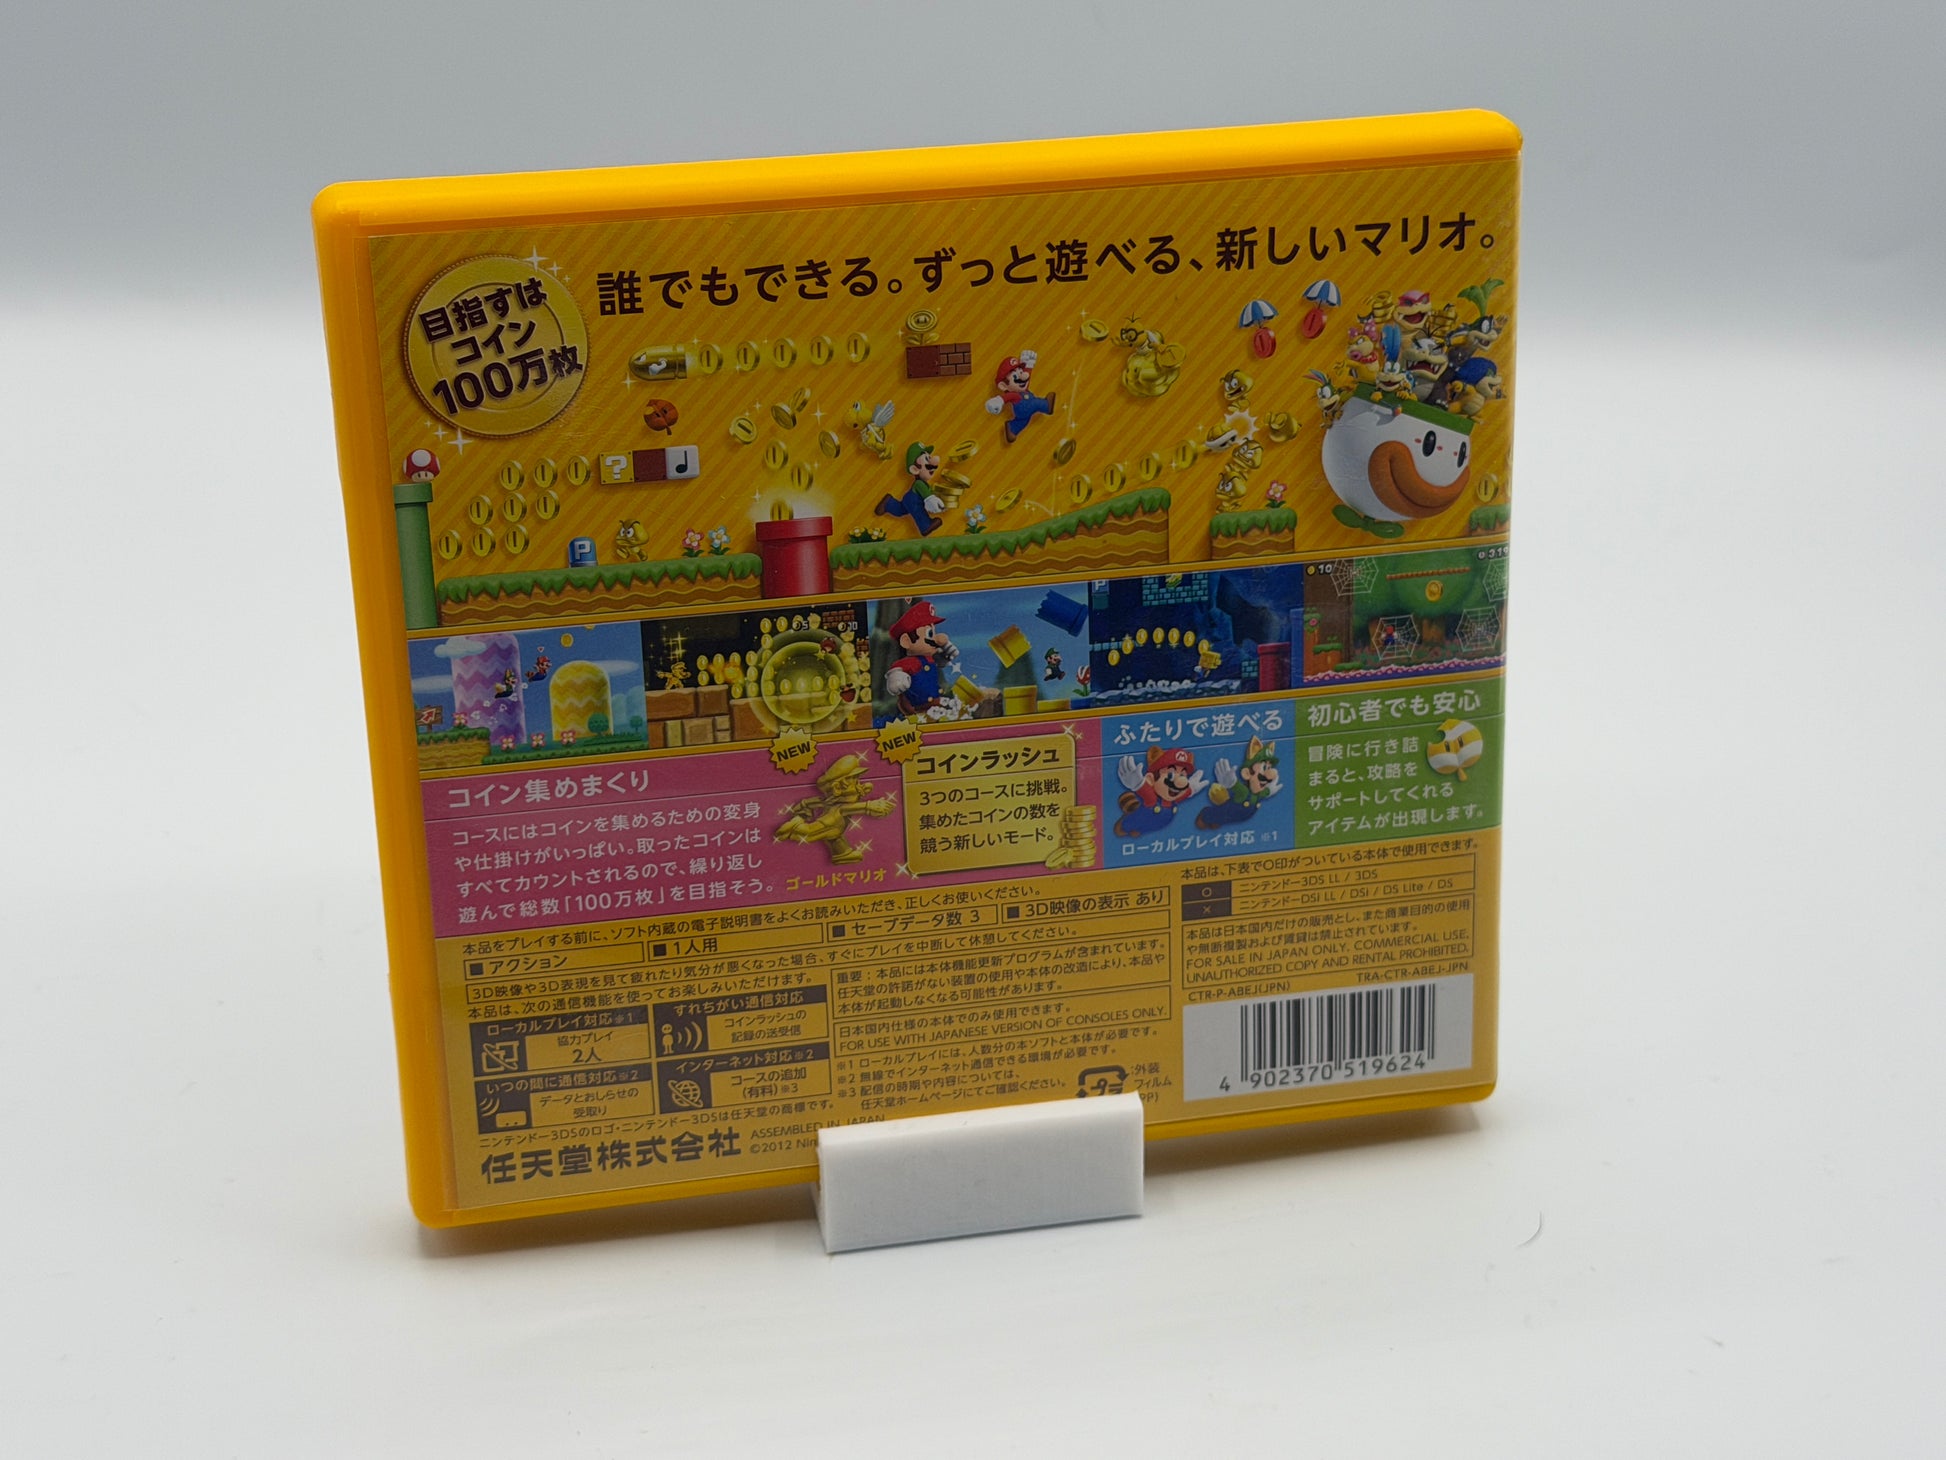 誰でもできる。ずっと遊べる、新しいマリオ。
目指すは
コイン
100万枚
P
?
NEW
コイン集めまくり
コースにはコインを集めるための変身
や仕掛けがいっぱい。取ったコインは
すべてカウントされるので、繰り返し
遊んで総数「100万枚」を目指そう。
ゴールドマリオ
NEW
コインラッシュ
3つのコースに挑戦。
集めたコインの数を
競う新しいモード。
ふたりで遊べる
ローカルプレイ対応 ※1
初心者でも安心
冒険に行き詰
まると、攻略を
サポートしてくれる
アイテムが出現します。
本品をプレイする前に、ソフト内蔵の電子説明書をよくお読みいただき、正しくお使いください。
■アクション
■1人用
■セーブデータ数 3
■3D映像の表示 あり
3D映像や3D表現を見て疲れたり気分が悪くなった場合、すぐにプレイを中断して休憩してください。
本品は、次の通信機能を使ってお楽しみいただけます。
ローカルプレイ対応※1
協力プレイ
2人
すれちがい通信対応
コインラッシュの
記録の送受信
いつの間に通信対応※2
データとおしらせの
受取り
インターネット対応※2
コースの追加
(有料)※3
重要:本品には本体機能更新プログラムが含まれています。
任天堂の許諾がない装置の使用や本体の改造により、本品や
本体が起動しなくなる可能性があります。
日本国内仕様の本体でのみ使用できます。
FOR USE WITH JAPANESE VERSION OF CONSOLES ONLY.
※1 ローカルプレイには、人数分の本ソフトと本体が必要です。
※2 無線でインターネット通信できる環境が必要です。
※3 配信の時期や内容については、
任天堂ホームページにてご確認ください。
プラ
:外装
フィルム
ニンテンドー3DSのロゴ・ニンテンドー3DSは任天堂の商標です。
任天堂株式会社
ASSEMBLED IN JAPAN
©2012 Nin
本品は、下表で○印がついている本体で使用できます。
○ ニンテンドー3DS LL / 3DS
× ニンテンドーDSi LL / DSi / DS Lite / DS
本品は日本国内だけの販売とし、また商業目的の使用
や無断複製および賃貸は禁止されています。
FOR SALE IN JAPAN ONLY. COMMERCIAL USE,
UNAUTHORIZED COPY AND RENTAL PROHIBITED.
CTR-P-ABEJ(JPN)
TRA-CTR-ABEJ-JPN
4 902370 519624